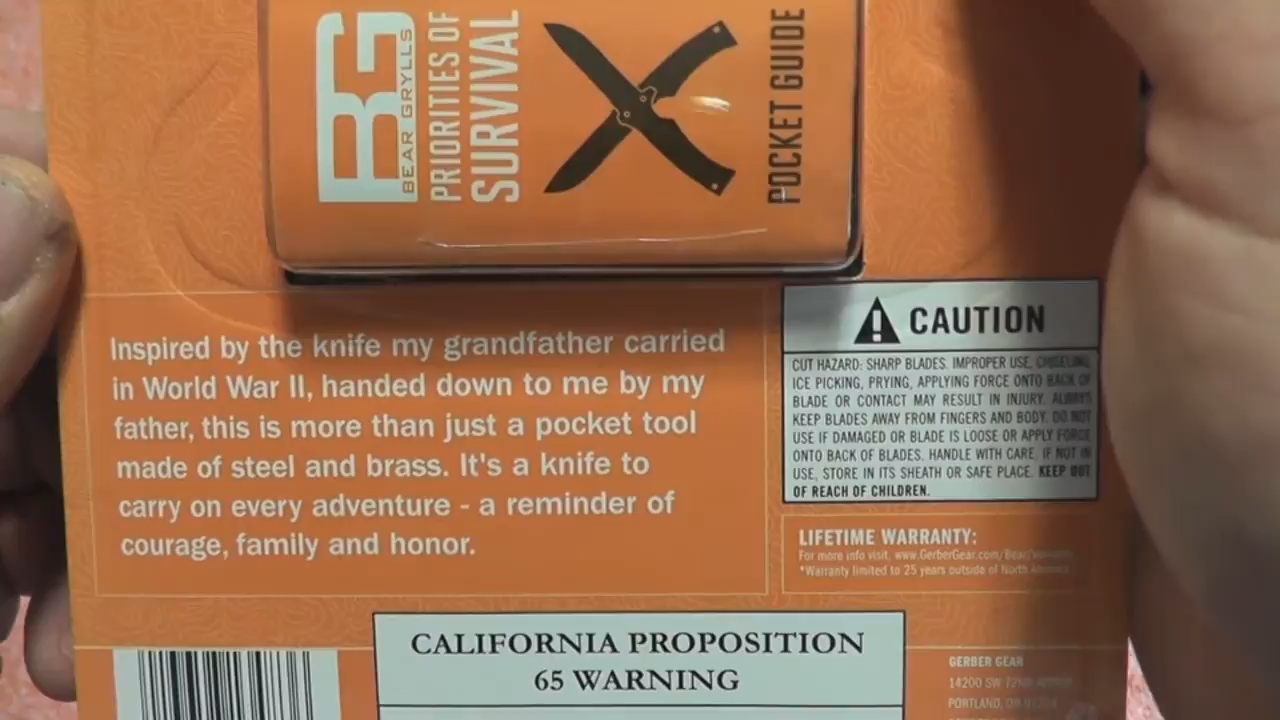 BG
BEAR GRYLLS
PRIORITIES OF
SURVIVAL
POCKET GUIDE
Inspired by the knife my grandfather carried
in World War II, handed down to me by my
father, this is more than just a pocket tool
made of steel and brass. It's a knife to
carry on every adventure - a reminder of
courage, family and honor.
CAUTION
CUT HAZARD: SHARP BLADES. IMPROPER USE, CHISELING,
ICE PICKING, PRYING, APPLYING FORCE ONTO BACK OF
BLADE OR CONTACT MAY RESULT IN INJURY. ALWAYS
KEEP BLADES AWAY FROM FINGERS AND BODY. DO NOT
USE IF DAMAGED OR BLADE IS LOOSE OR APPLY FORCE
ONTO BACK OF BLADES. HANDLE WITH CARE. IF NOT IN
USE, STORE IN ITS SHEATH OR SAFE PLACE. KEEP OUT
OF REACH OF CHILDREN.
LIFETIME WARRANTY:
For more info visit, www.GerberGear.com/Bear/
*Warranty limited to 25 years outside of North America
CALIFORNIA PROPOSITION
65 WARNING
GERBER GEAR
14200 SW 72ND
PORTLAND, OR